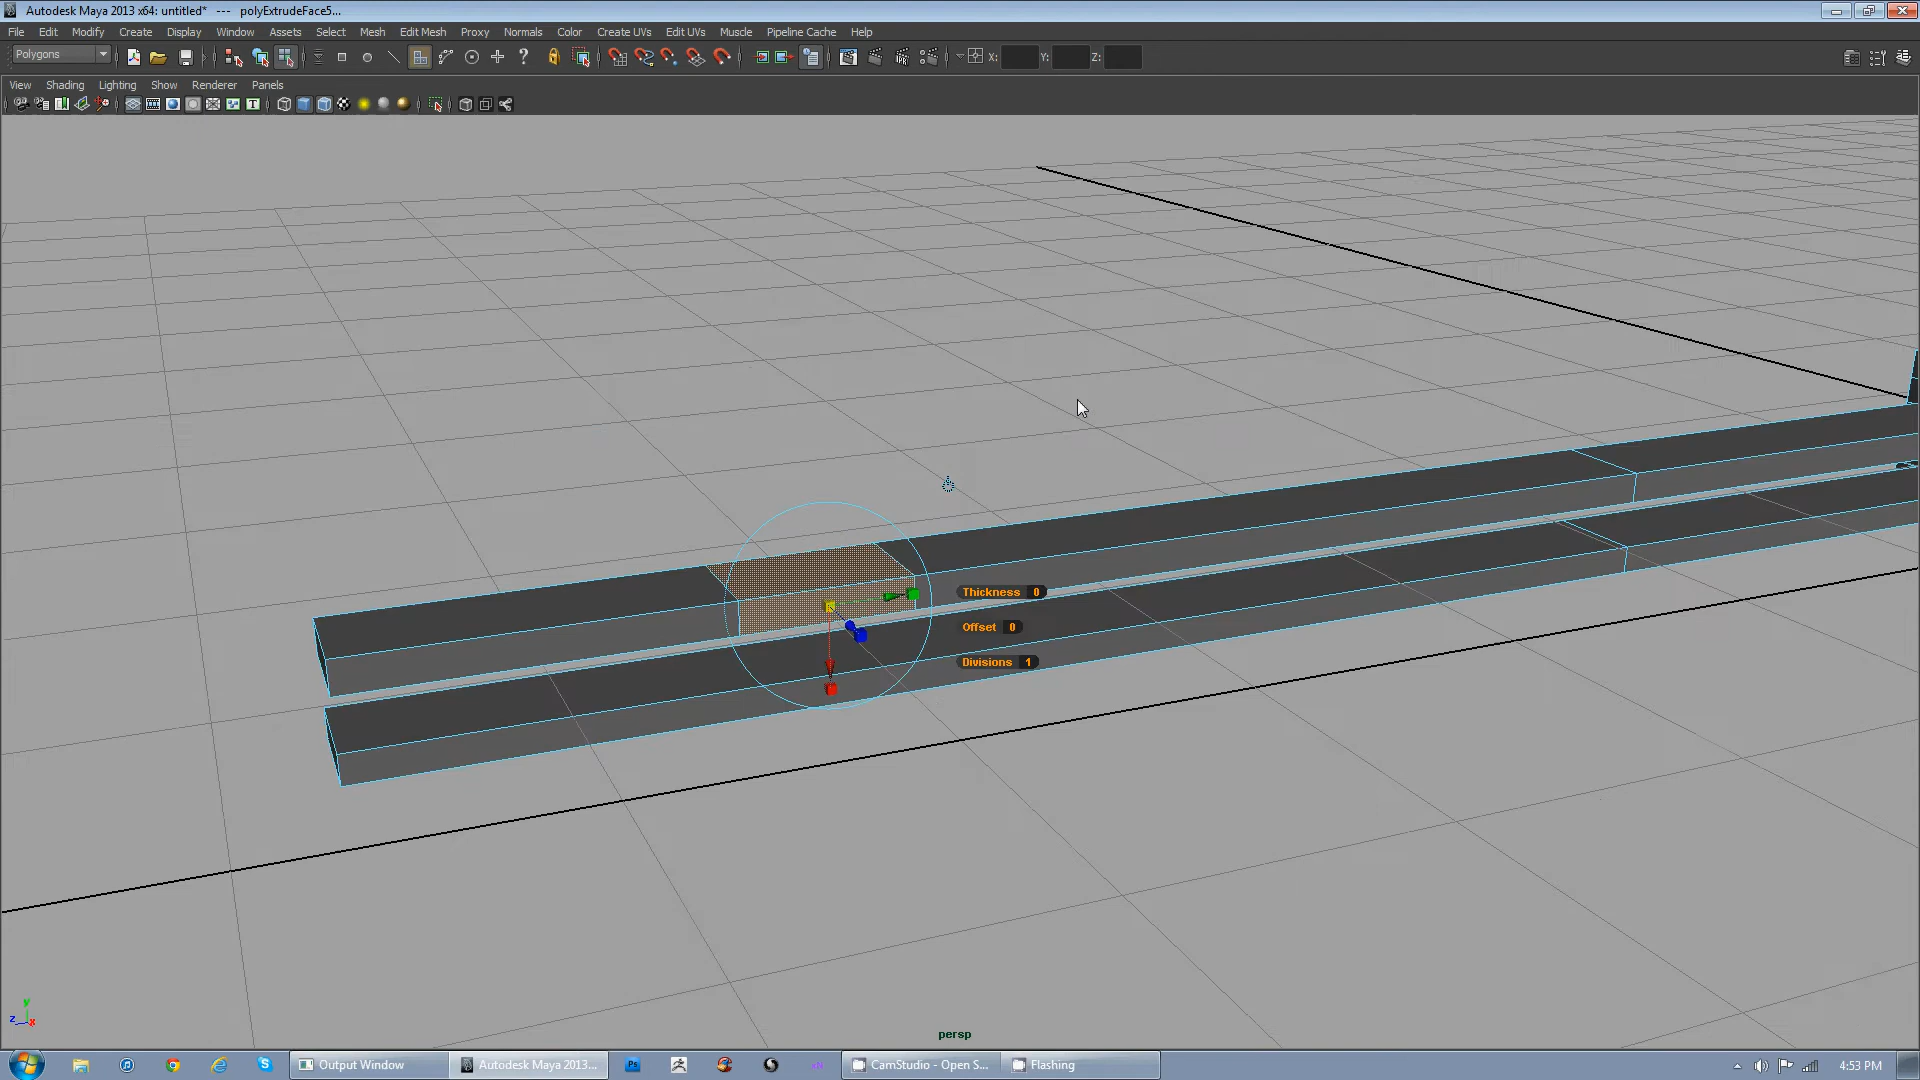 Autodesk Maya 2013 x64: untitled* --- polyExtrudeFace5...
File Edit Modify Create Display Window Assets Select Mesh Edit Mesh Proxy Normals Color Create UVs Edit UVs Muscle Pipeline Cache Help
Polygons X: Y: Z:
View Shading Lighting Show Renderer Panels
Thickness 0
Offset 0
Divisions 1
y
z x
persp
Output Window Autodesk Maya 2013... Ps CamStudio - Open S... Flashing 4:53 PM